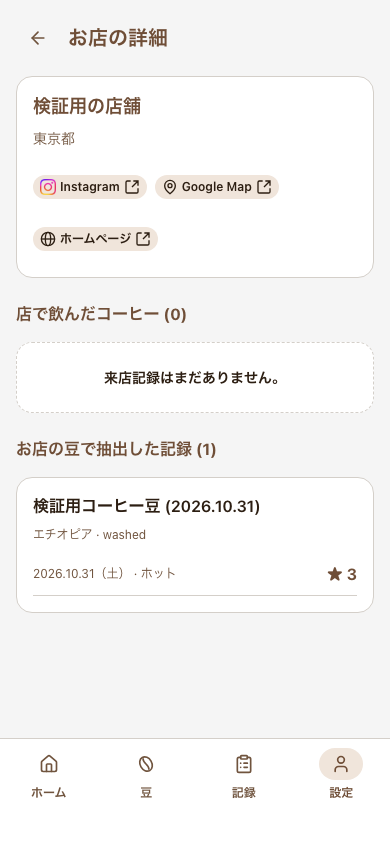 お店の詳細
検証用の店舗
東京都
Instagram
Google Map
ホームページ
店で飲んだコーヒー (0)
来店記録はまだありません。
お店の豆で抽出した記録 (1)
検証用コーヒー豆 (2026.10.31)
エチオピア · washed
2026.10.31（土） · ホット
3
ホーム
豆
記録
設定